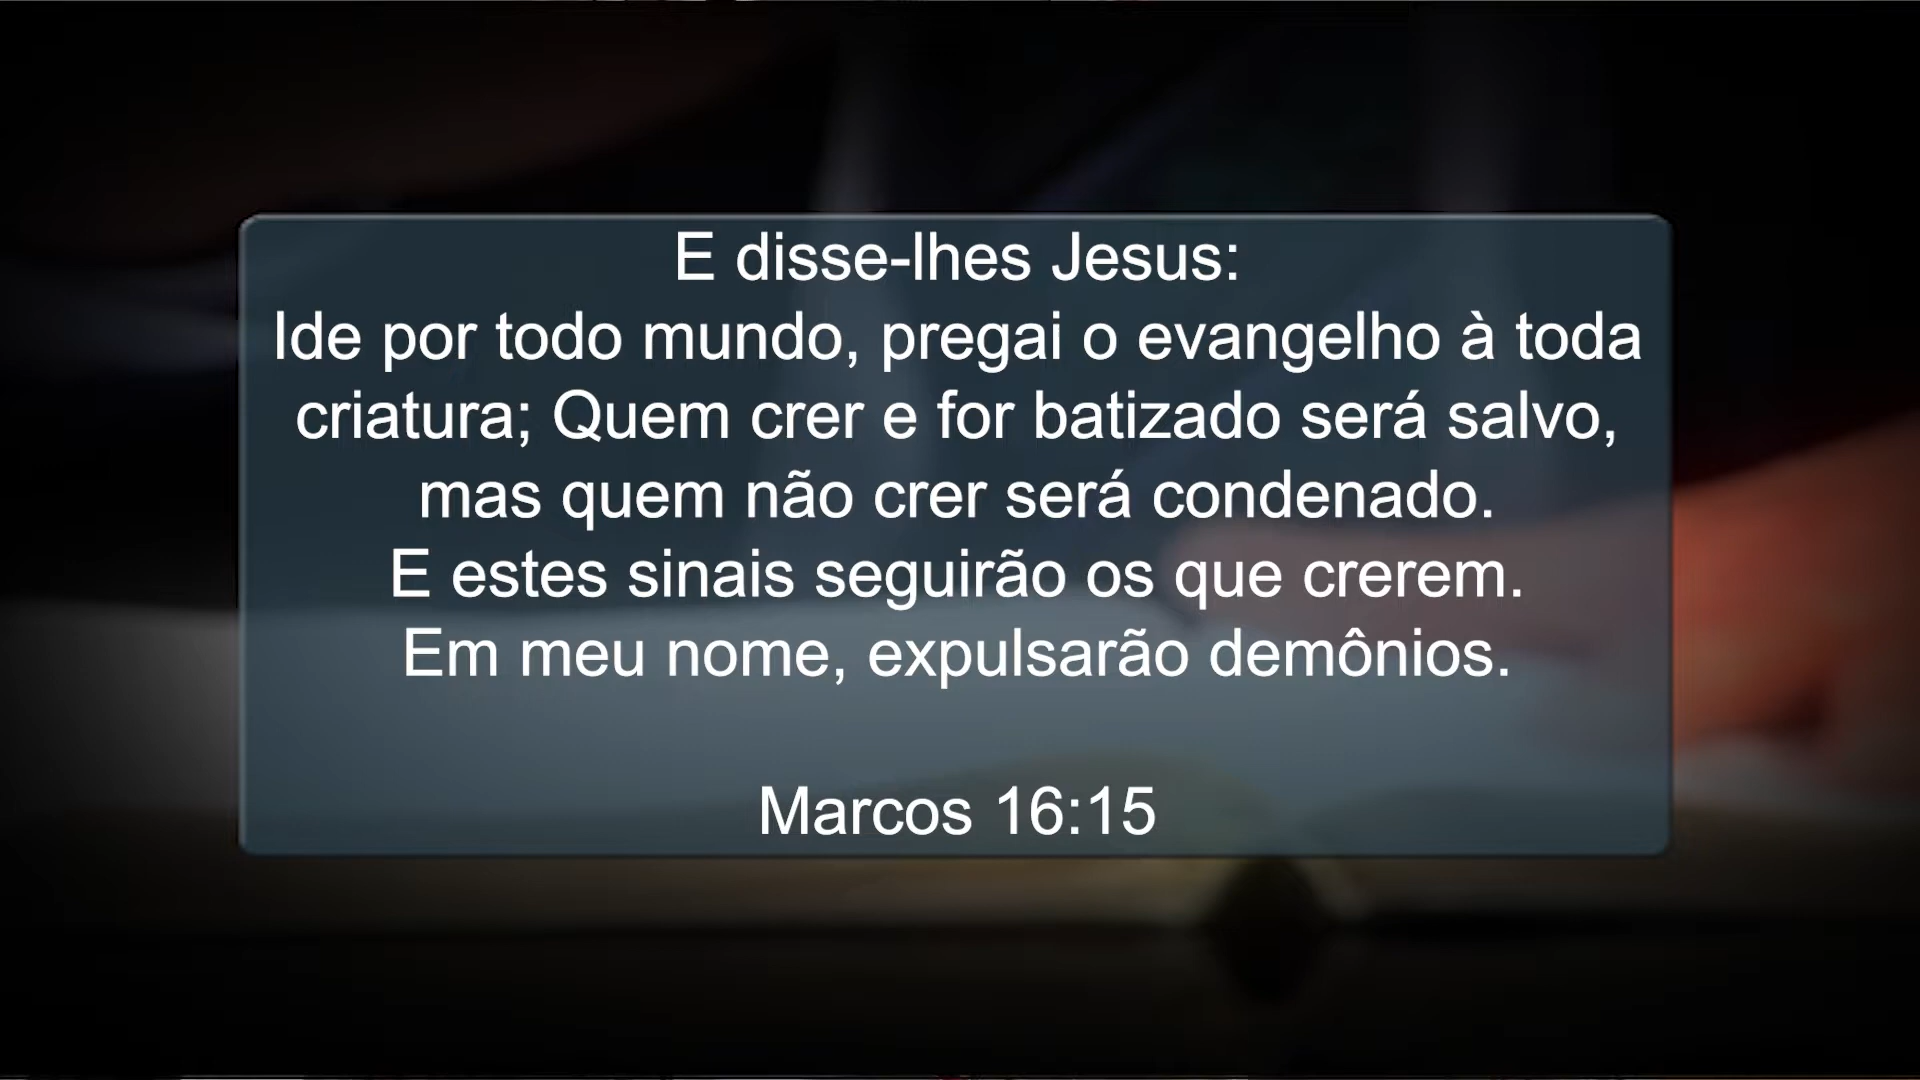 E disse-lhes Jesus:
Ide por todo mundo, pregai o evangelho à toda
criatura; Quem crer e for batizado será salvo,
mas quem não crer será condenado.
E estes sinais seguirão os que crerem.
Em meu nome, expulsarão demônios.
Marcos 16:15